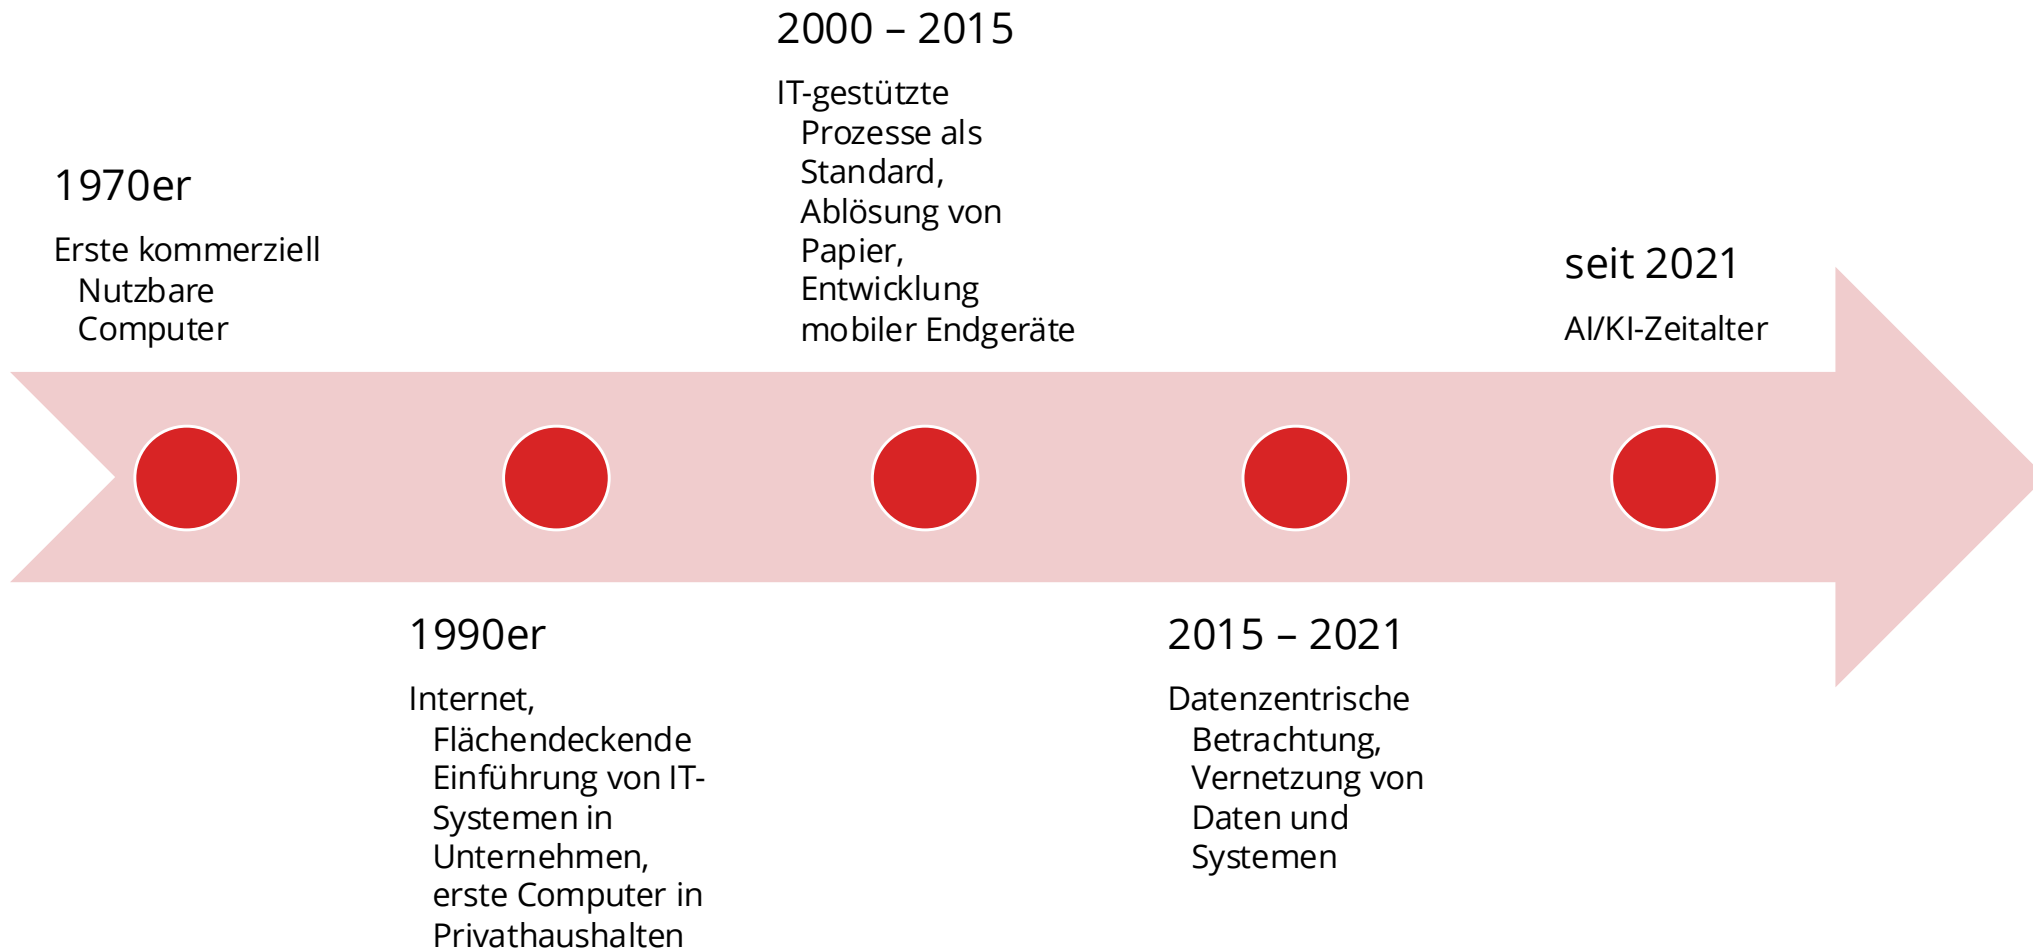 1970er
Erste kommerziell
Nutzbare
Computer
1990er
Internet,
Flächendeckende
Einführung von IT-
Systemen in
Unternehmen,
erste Computer in
Privathaushalten
2000 – 2015
IT-gestützte
Prozesse als
Standard,
Ablösung von
Papier,
Entwicklung
mobiler Endgeräte
2015 – 2021
Datenzentrische
Betrachtung,
Vernetzung von
Daten und
Systemen
seit 2021
AI/KI-Zeitalter